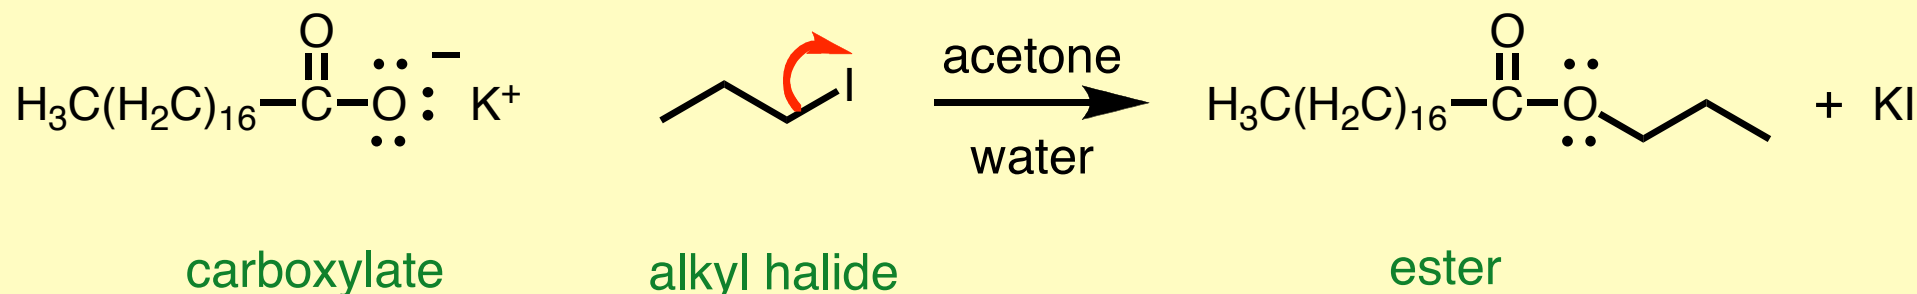 O
H₃C(H₂C)₁₆—C—O:⁻ K⁺
I
acetone
water
O
H₃C(H₂C)₁₆—C—O
+ KI
carboxylate
alkyl halide
ester